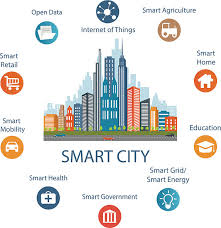 Open Data
Internet of Things
Smart Agriculture
Smart
Retail
Smart
Home
Smart
Mobility
Education
SMART CITY
Smart Health
Smart Government
Smart Grid/
Smart Energy